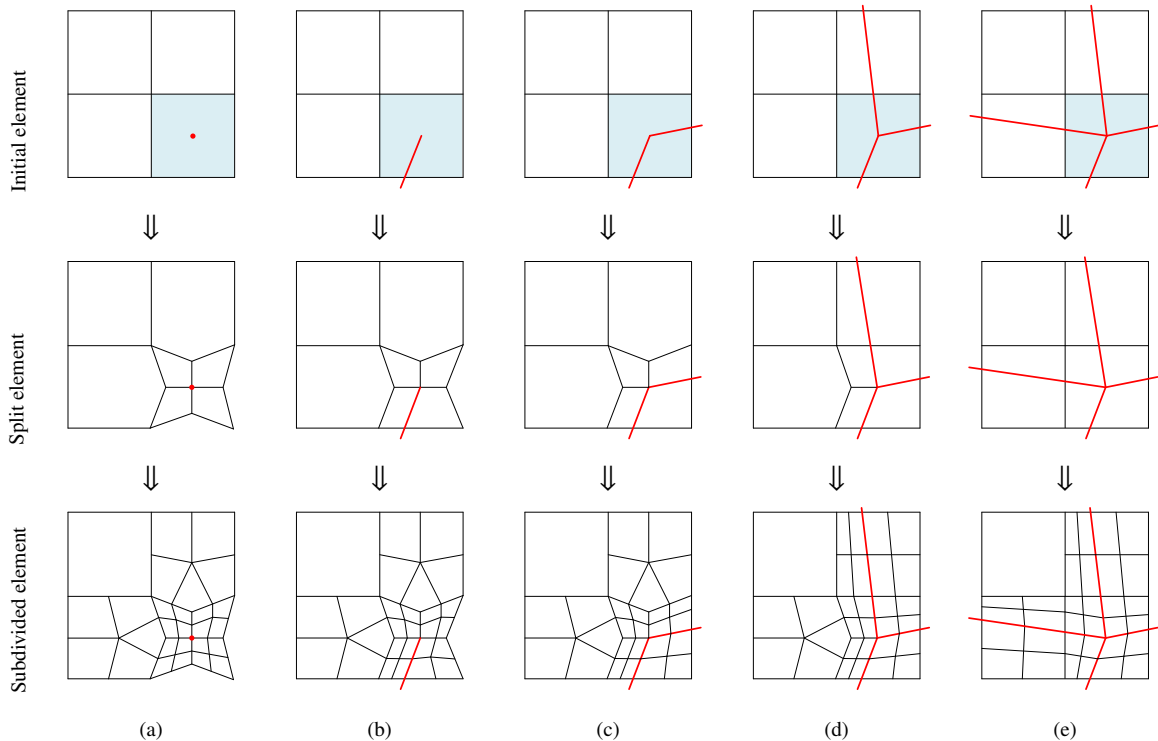 Initial element
⇓ ⇓ ⇓ ⇓ ⇓
Split element
⇓ ⇓ ⇓ ⇓ ⇓
Subdivided element
(a) (b) (c) (d) (e)